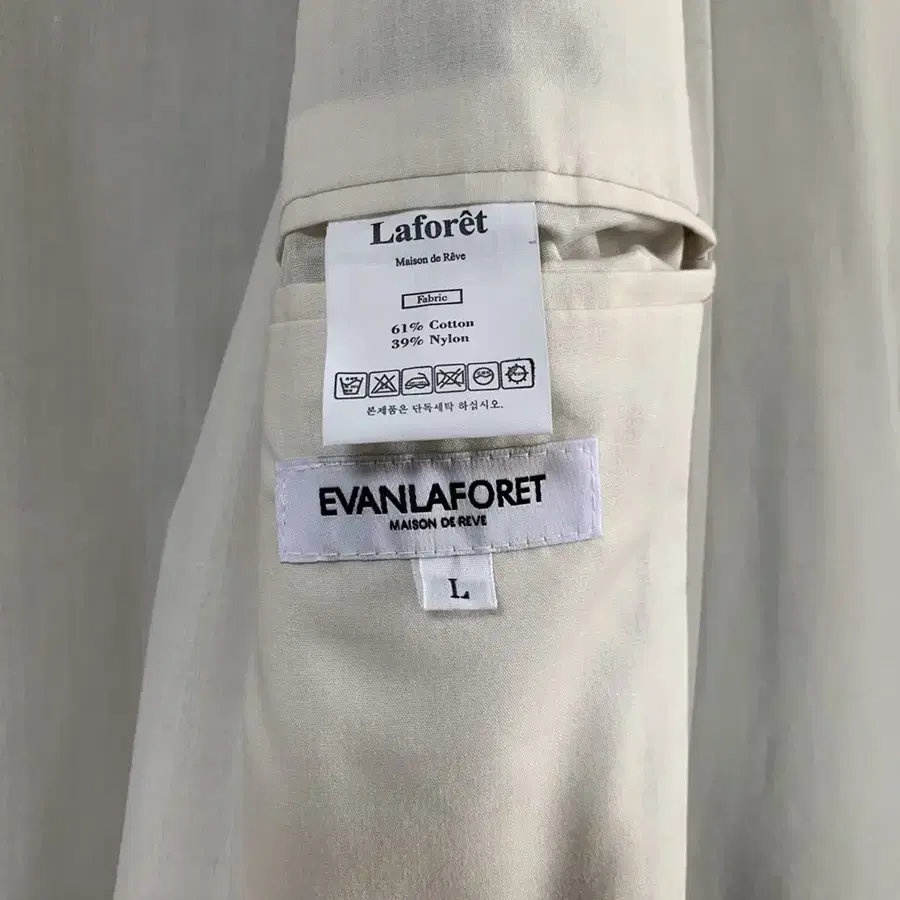 Laforêt
Maison de Rêve
Fabric
61% Cotton
39% Nylon
본제품은 단독세탁 하십시오.
EVANLAFORET
MAISON DE REVE
L